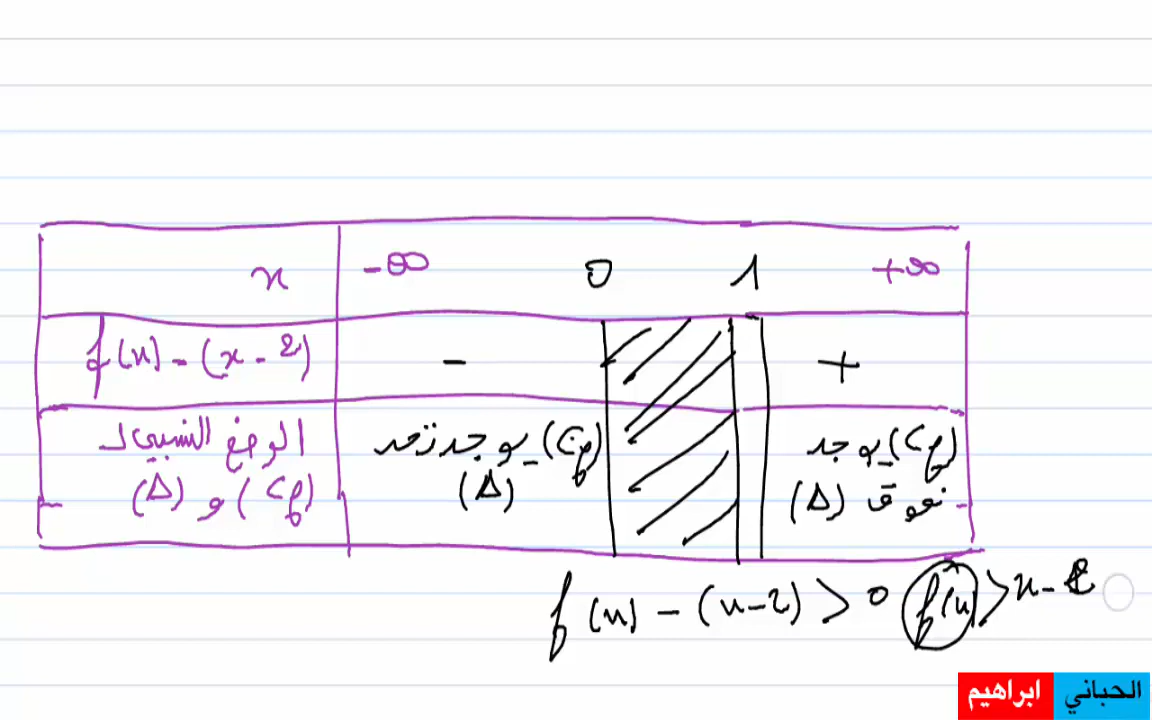 x -∞ 0 1 +∞
f(x) - (x - 2) - +
الوضع النسبي لـ (Cf) يوجد تحت (Cf) يوجد
(Cf) و (Δ) (Δ) فوق (Δ)
f(x) - (x-2) > 0 f(x) > x - 2
ابراهيم الحباني